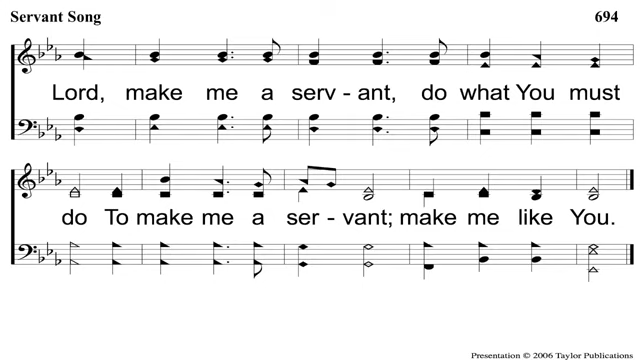 Servant Song 694
Lord, make me a serv - ant, do what You must
do To make me a ser - vant; make me like You.
Presentation © 2006 Taylor Publications